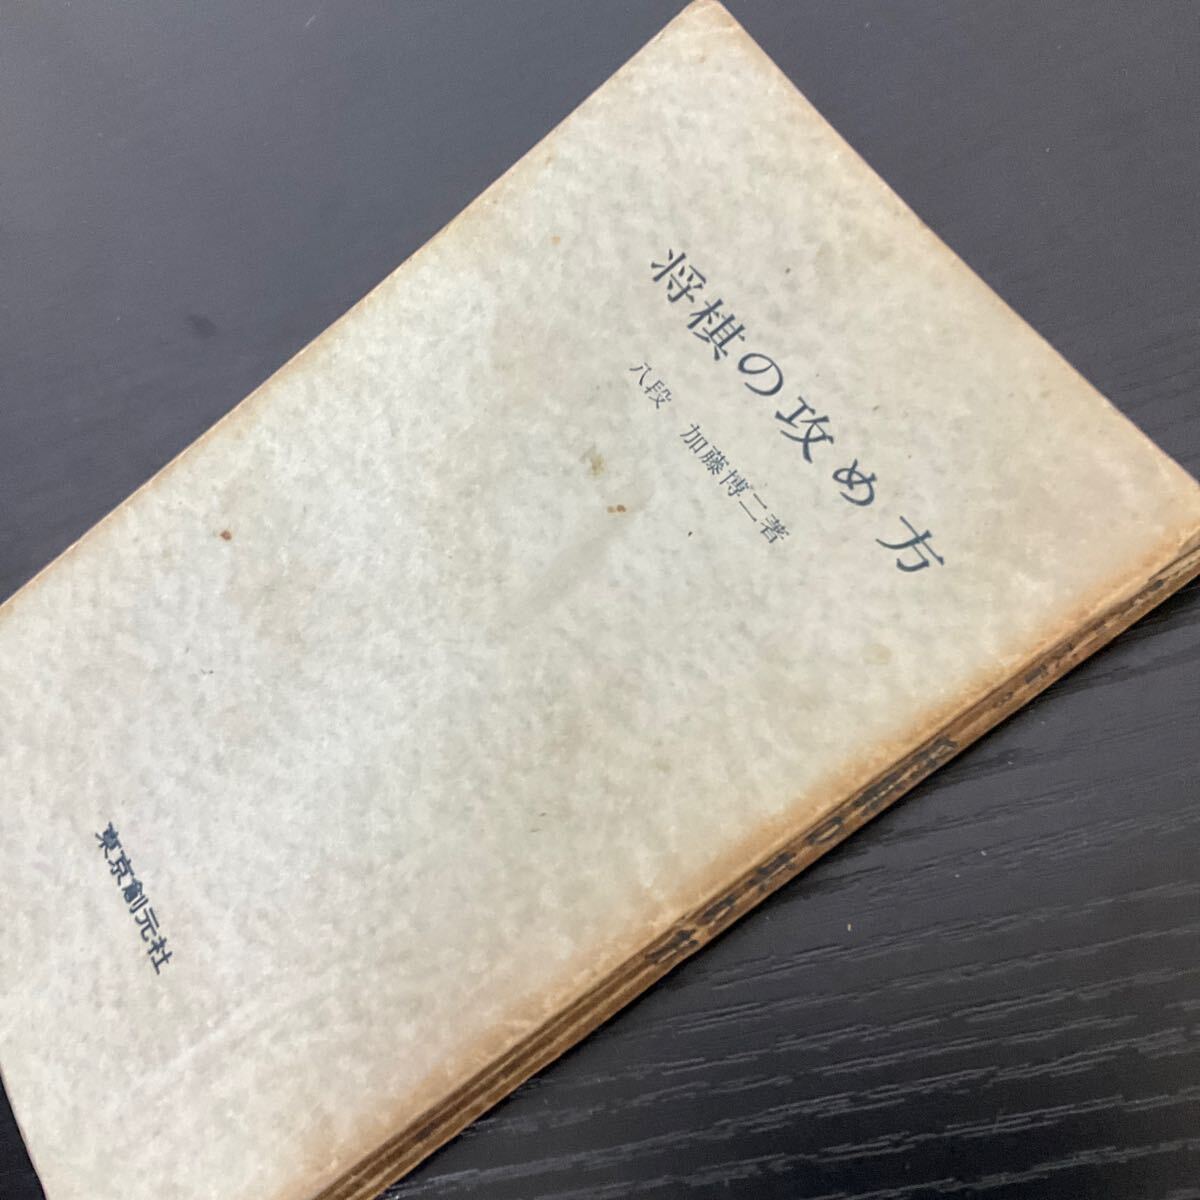 将棋の攻め方
八段 加藤博二著
東京創元社